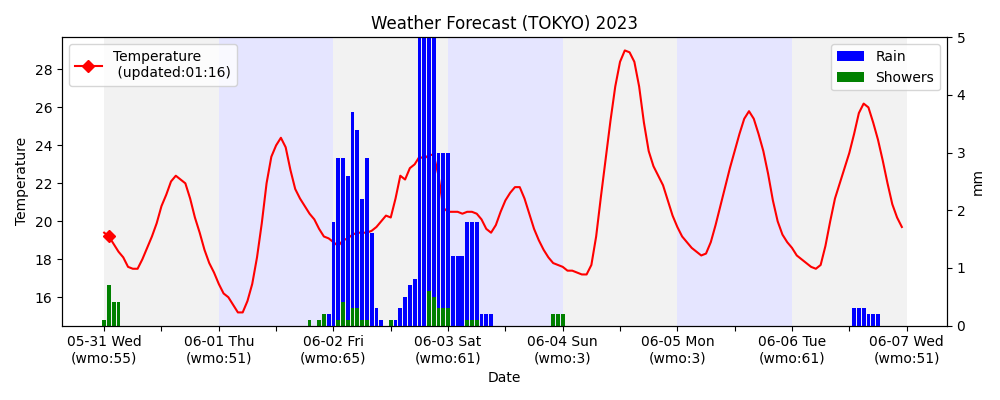 Weather Forecast (TOKYO) 2023
Temperature
(updated:01:16)
Rain
Showers
Temperature
28
26
24
22
20
18
16
5
4
3
2
1
0
mm
05-31 Wed
(wmo:55)
06-01 Thu
(wmo:51)
06-02 Fri
(wmo:65)
06-03 Sat
(wmo:61)
06-04 Sun
(wmo:3)
06-05 Mon
(wmo:3)
06-06 Tue
(wmo:61)
06-07 Wed
(wmo:51)
Date